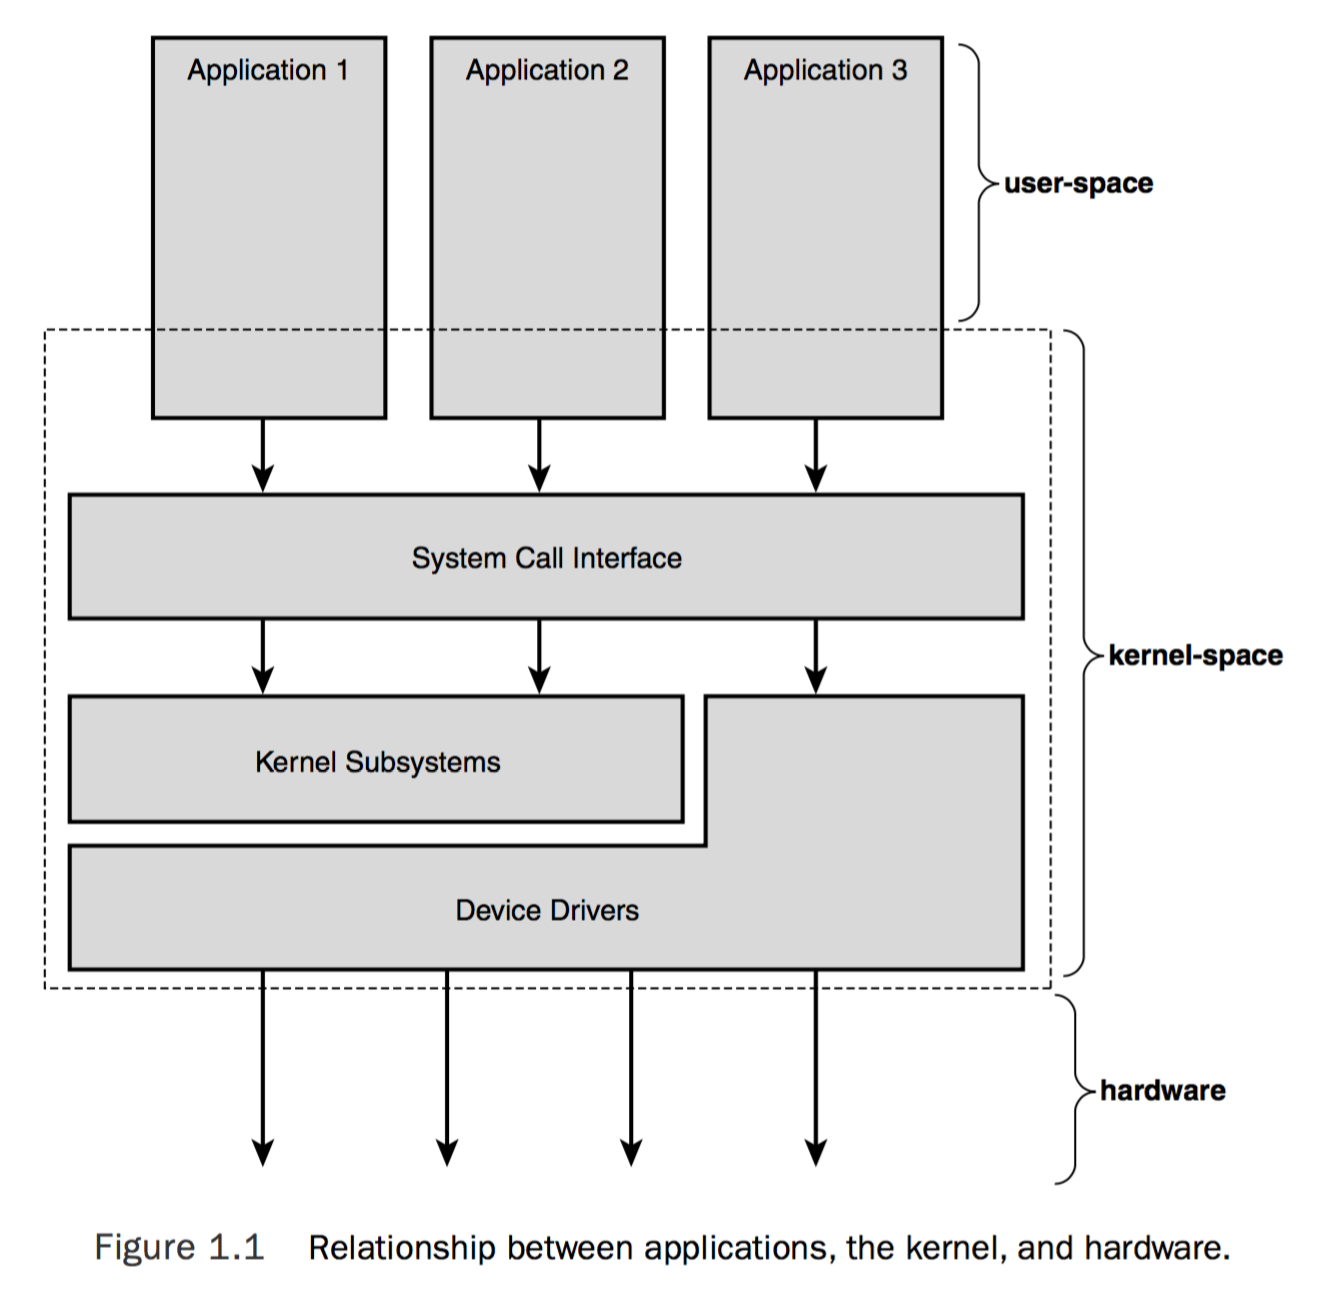 Application 1
Application 2
Application 3
user-space
System Call Interface
kernel-space
Kernel Subsystems
Device Drivers
hardware
Figure 1.1 Relationship between applications, the kernel, and hardware.